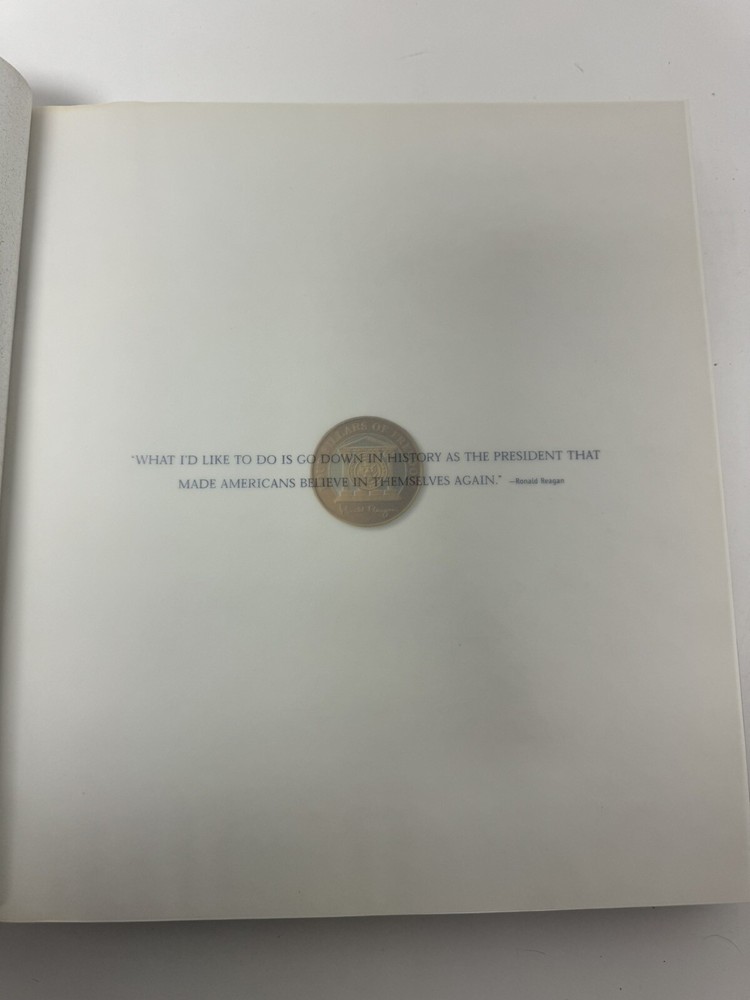 "WHAT I'D LIKE TO DO IS GO DOWN IN HISTORY AS THE PRESIDENT THAT
MADE AMERICANS BELIEVE IN THEMSELVES AGAIN." —Ronald Reagan
OF